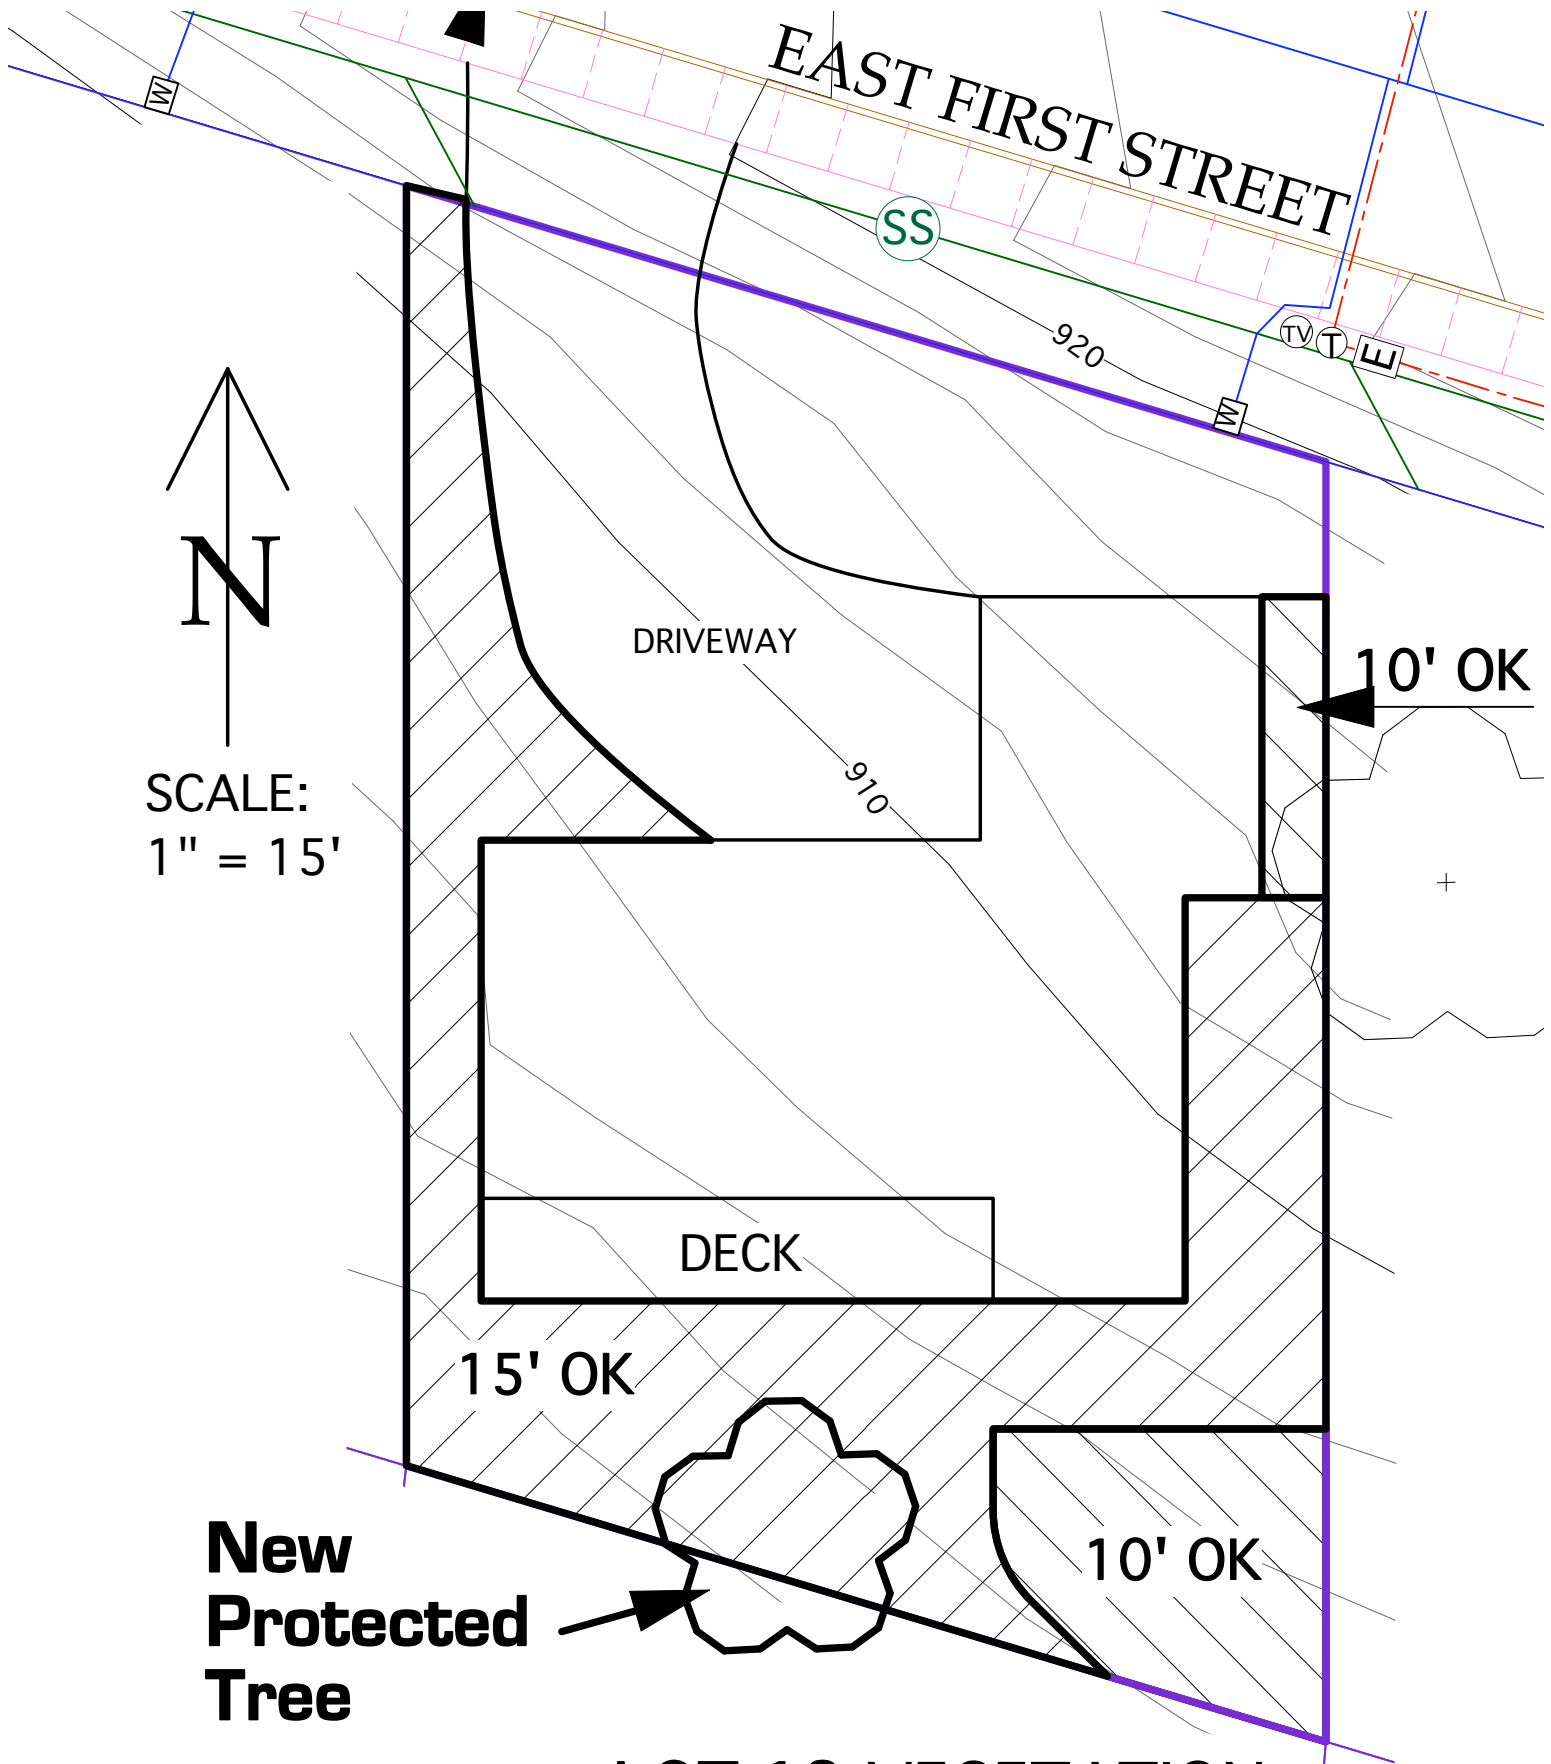 EAST FIRST STREET
W
SS
920
TV
T
E
W
N
DRIVEWAY
10' OK
910
SCALE:
1" = 15'
DECK
15' OK
10' OK
New
Protected
Tree